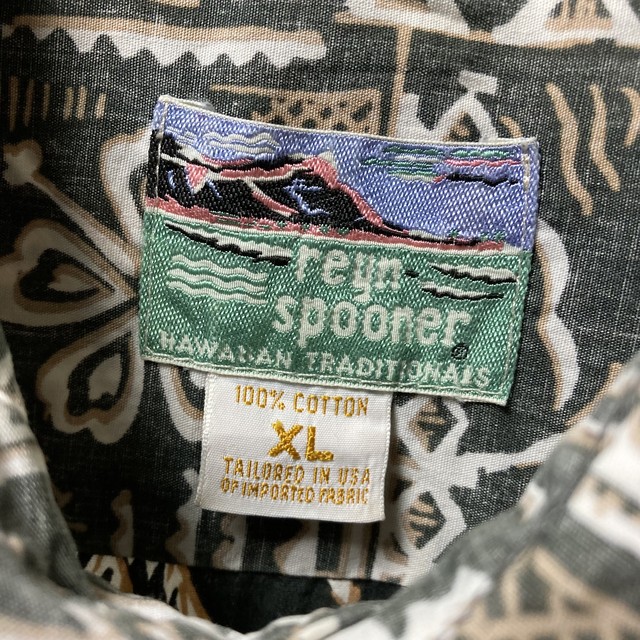 reyn
spooner®
HAWAIIAN TRADITIONALS
100% COTTON
XL
TAILORED IN USA
OF IMPORTED FABRIC